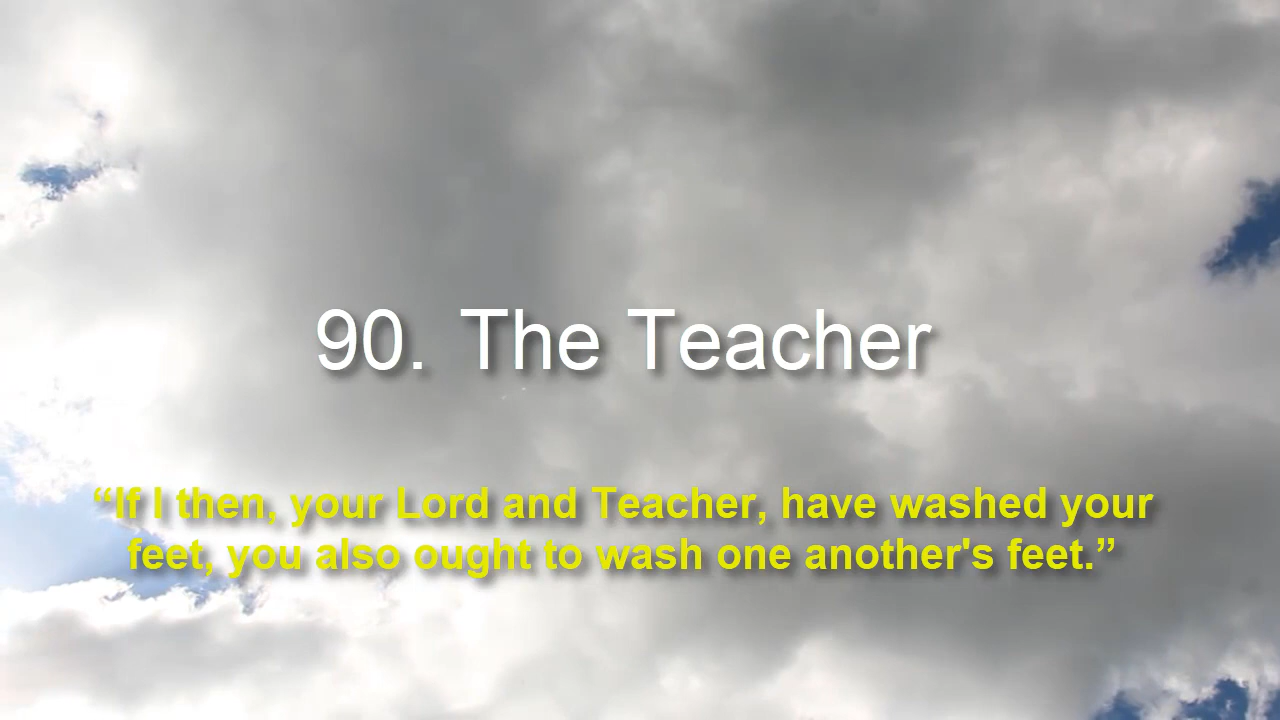 90. The Teacher
“If I then, your Lord and Teacher, have washed your
feet, you also ought to wash one another's feet.”